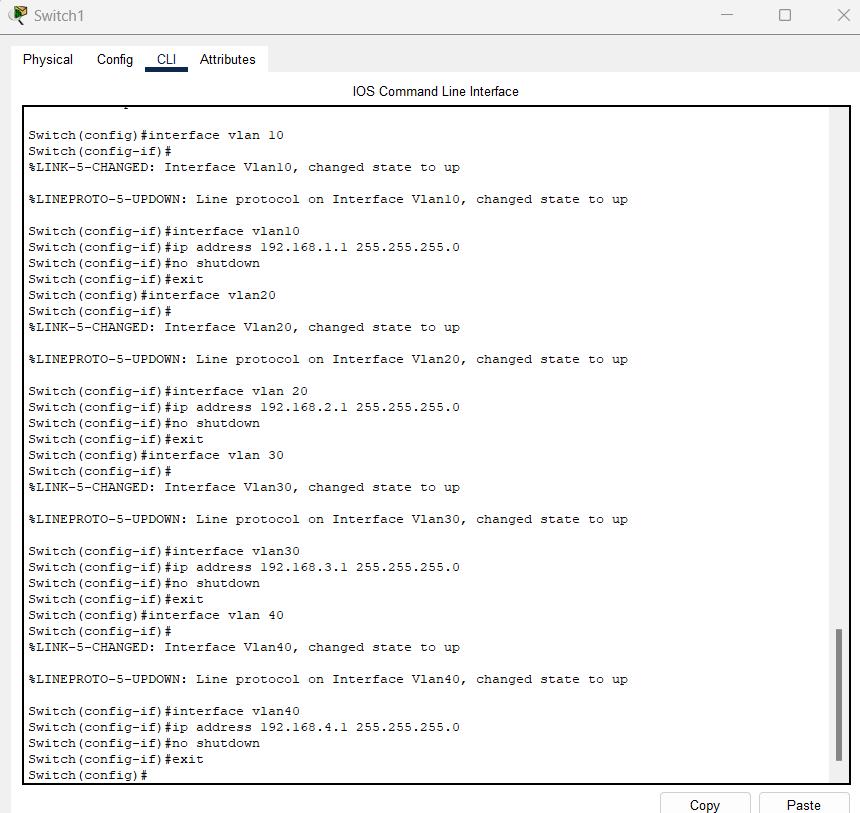 Switch1
Physical Config CLI Attributes
IOS Command Line Interface
Switch(config)#interface vlan 10
Switch(config-if)#
%LINK-5-CHANGED: Interface Vlan10, changed state to up
%LINEPROTO-5-UPDOWN: Line protocol on Interface Vlan10, changed state to up
Switch(config-if)#interface vlan10
Switch(config-if)#ip address 192.168.1.1 255.255.255.0
Switch(config-if)#no shutdown
Switch(config-if)#exit
Switch(config)#interface vlan20
Switch(config-if)#
%LINK-5-CHANGED: Interface Vlan20, changed state to up
%LINEPROTO-5-UPDOWN: Line protocol on Interface Vlan20, changed state to up
Switch(config-if)#interface vlan 20
Switch(config-if)#ip address 192.168.2.1 255.255.255.0
Switch(config-if)#no shutdown
Switch(config-if)#exit
Switch(config)#interface vlan 30
Switch(config-if)#
%LINK-5-CHANGED: Interface Vlan30, changed state to up
%LINEPROTO-5-UPDOWN: Line protocol on Interface Vlan30, changed state to up
Switch(config-if)#interface vlan30
Switch(config-if)#ip address 192.168.3.1 255.255.255.0
Switch(config-if)#no shutdown
Switch(config-if)#exit
Switch(config)#interface vlan 40
Switch(config-if)#
%LINK-5-CHANGED: Interface Vlan40, changed state to up
%LINEPROTO-5-UPDOWN: Line protocol on Interface Vlan40, changed state to up
Switch(config-if)#interface vlan40
Switch(config-if)#ip address 192.168.4.1 255.255.255.0
Switch(config-if)#no shutdown
Switch(config-if)#exit
Switch(config)#
Copy Paste